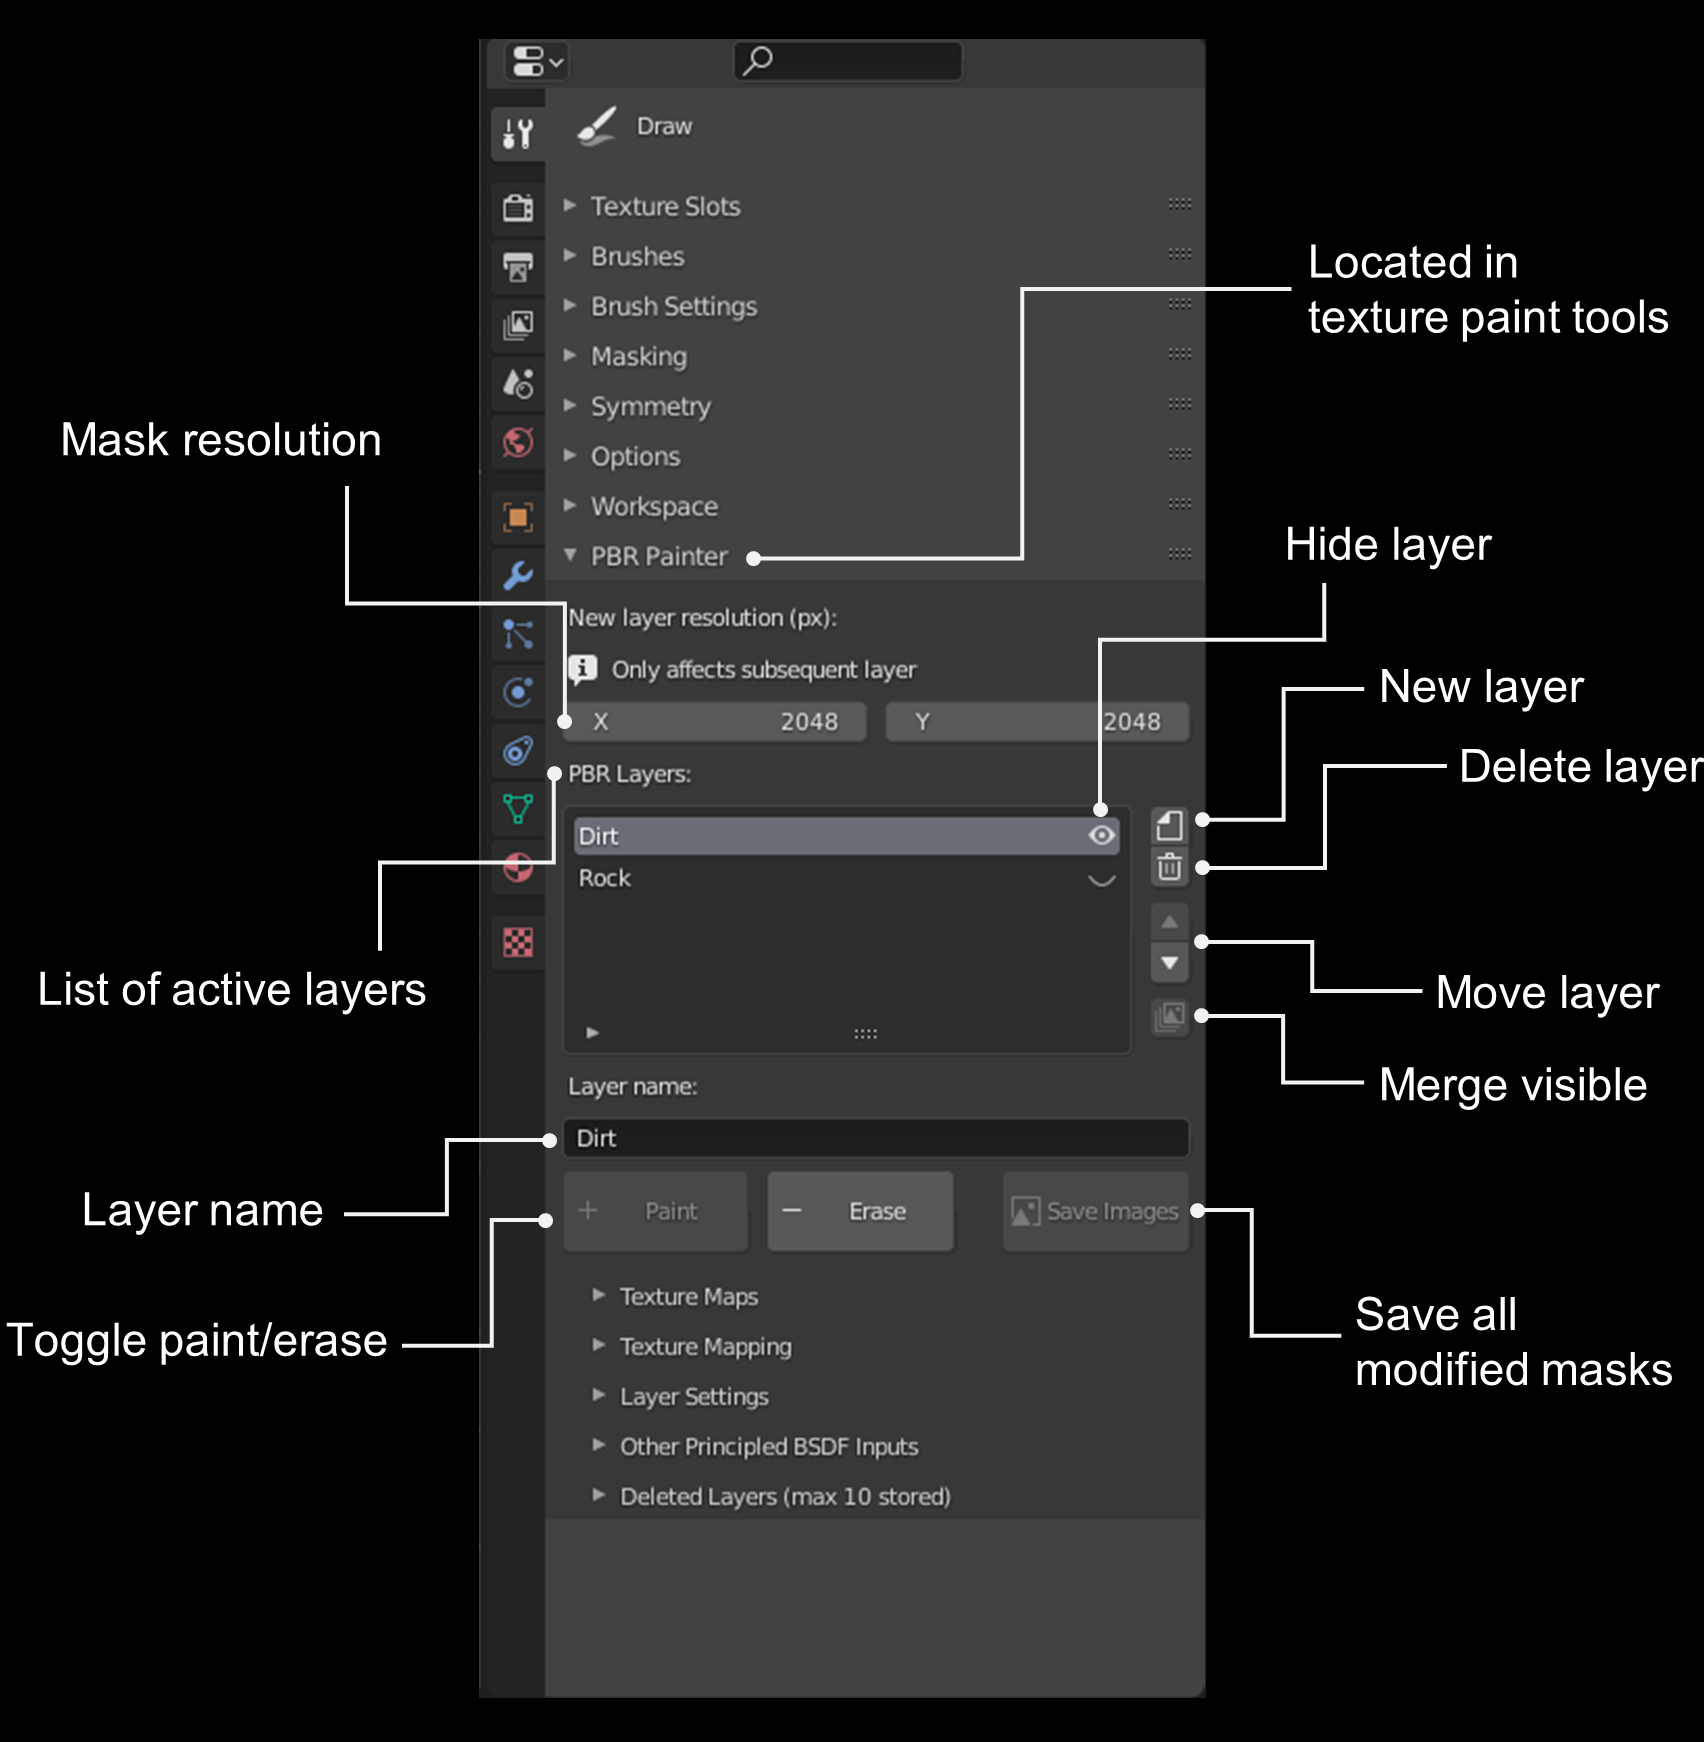 Draw
Texture Slots
Brushes
Located in
texture paint tools
Brush Settings
Masking
Symmetry
Mask resolution
Options
Workspace
PBR Painter
Hide layer
New layer resolution (px):
Only affects subsequent layer
New layer
X 2048 Y 2048
PBR Layers:
Delete layer
Dirt
Rock
List of active layers
Move layer
Merge visible
Layer name:
Dirt
Layer name
Paint Erase Save Images
Toggle paint/erase
Texture Maps
Save all
modified masks
Texture Mapping
Layer Settings
Other Principled BSDF Inputs
Deleted Layers (max 10 stored)